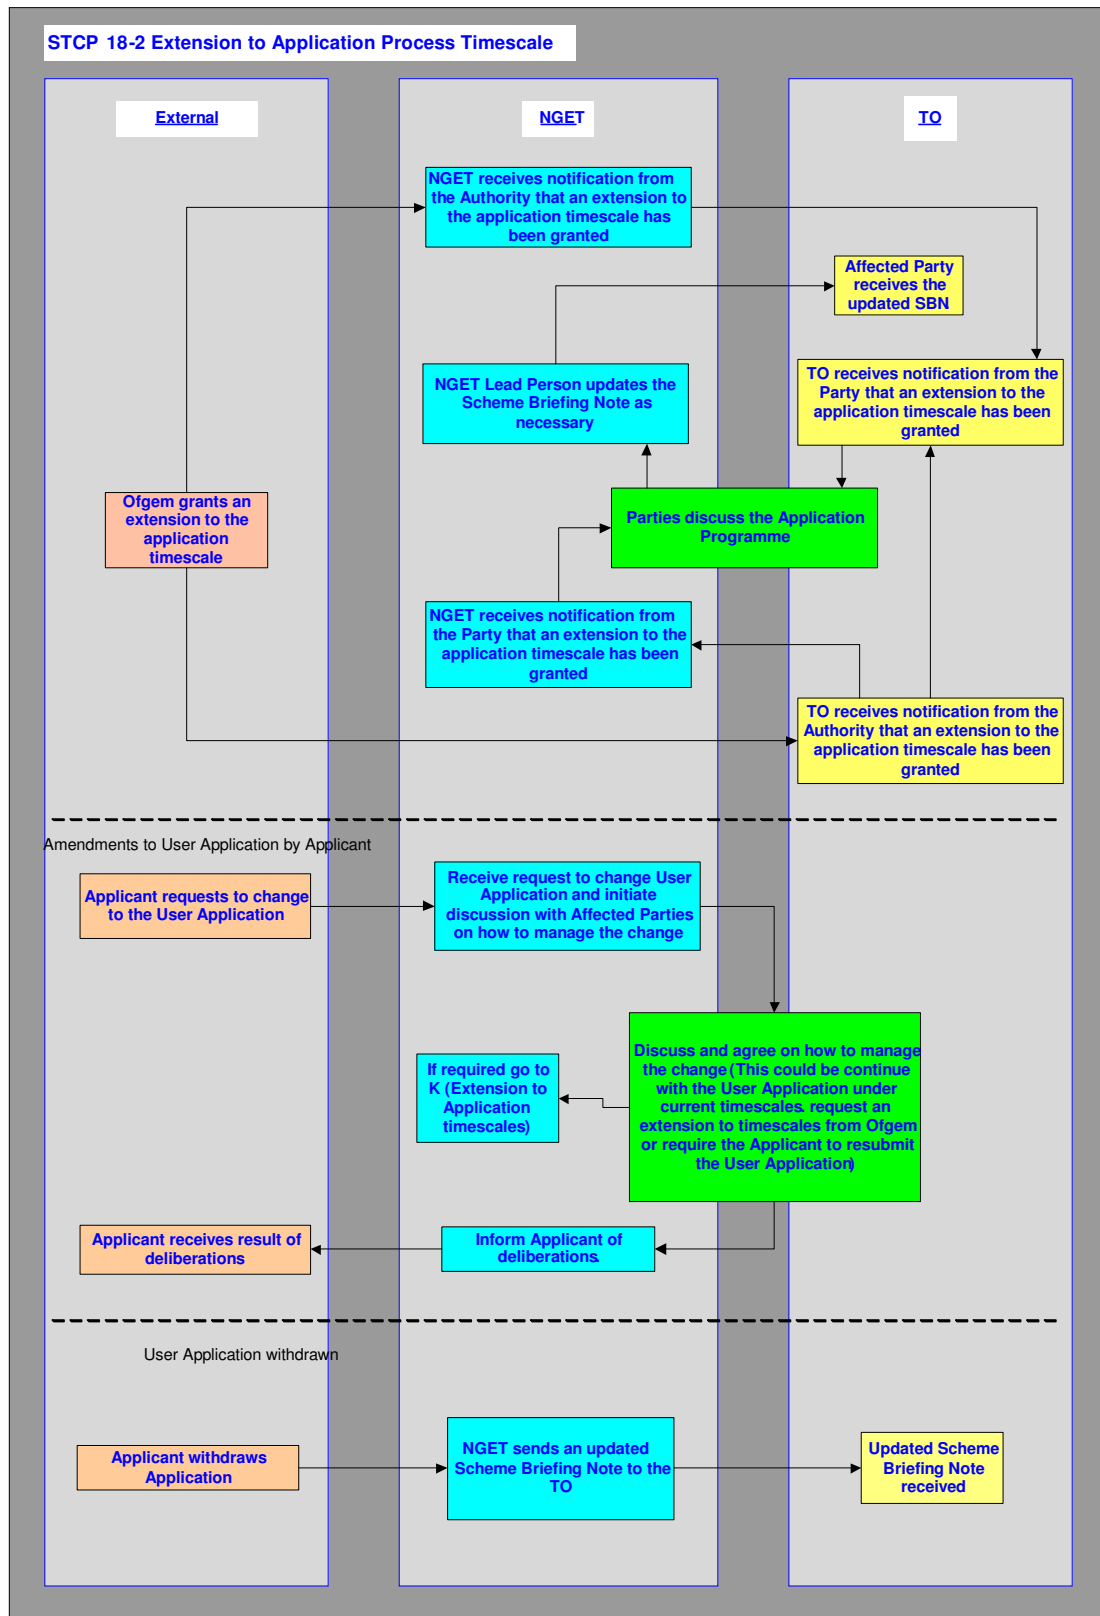 STCP 18-2 Extension to Application Process Timescale
External
NGET
TO
NGET receives notification from
the Authority that an extension to
the application timescale has
been granted
Affected Party
receives the
updated SBN.
NGET Lead Person updates the
Scheme Briefing Note as
necessary
TO receives notification from the
Party that an extension to the
application timescale has been
granted
Ofgem grants an
extension to the
application
timescale
Parties discuss the Application
Programme
NGET receives notification from
the Party that an extension to the
application timescale has been
granted
TO receives notification from the
Authority that an extension to the
application timescale has been
granted
Amendments to User Application by Applicant
Applicant requests to change
to the User Application
Receive request to change User
Application and initiate
discussion with Affected Parties
on how to manage the change
Discuss and agree on how to manage
the change (This could be continue
with the User Application under
current timescales. request an
extension to timescales from Ofgem
or require the Applicant to resubmit
the User Application)
If required go to
K (Extension to
Application
timescales)
Applicant receives result of
deliberations
Inform Applicant of
deliberations.
User Application withdrawn
Applicant withdraws
Application
NGET sends an updated
Scheme Briefing Note to the
TO
Updated Scheme
Briefing Note
received